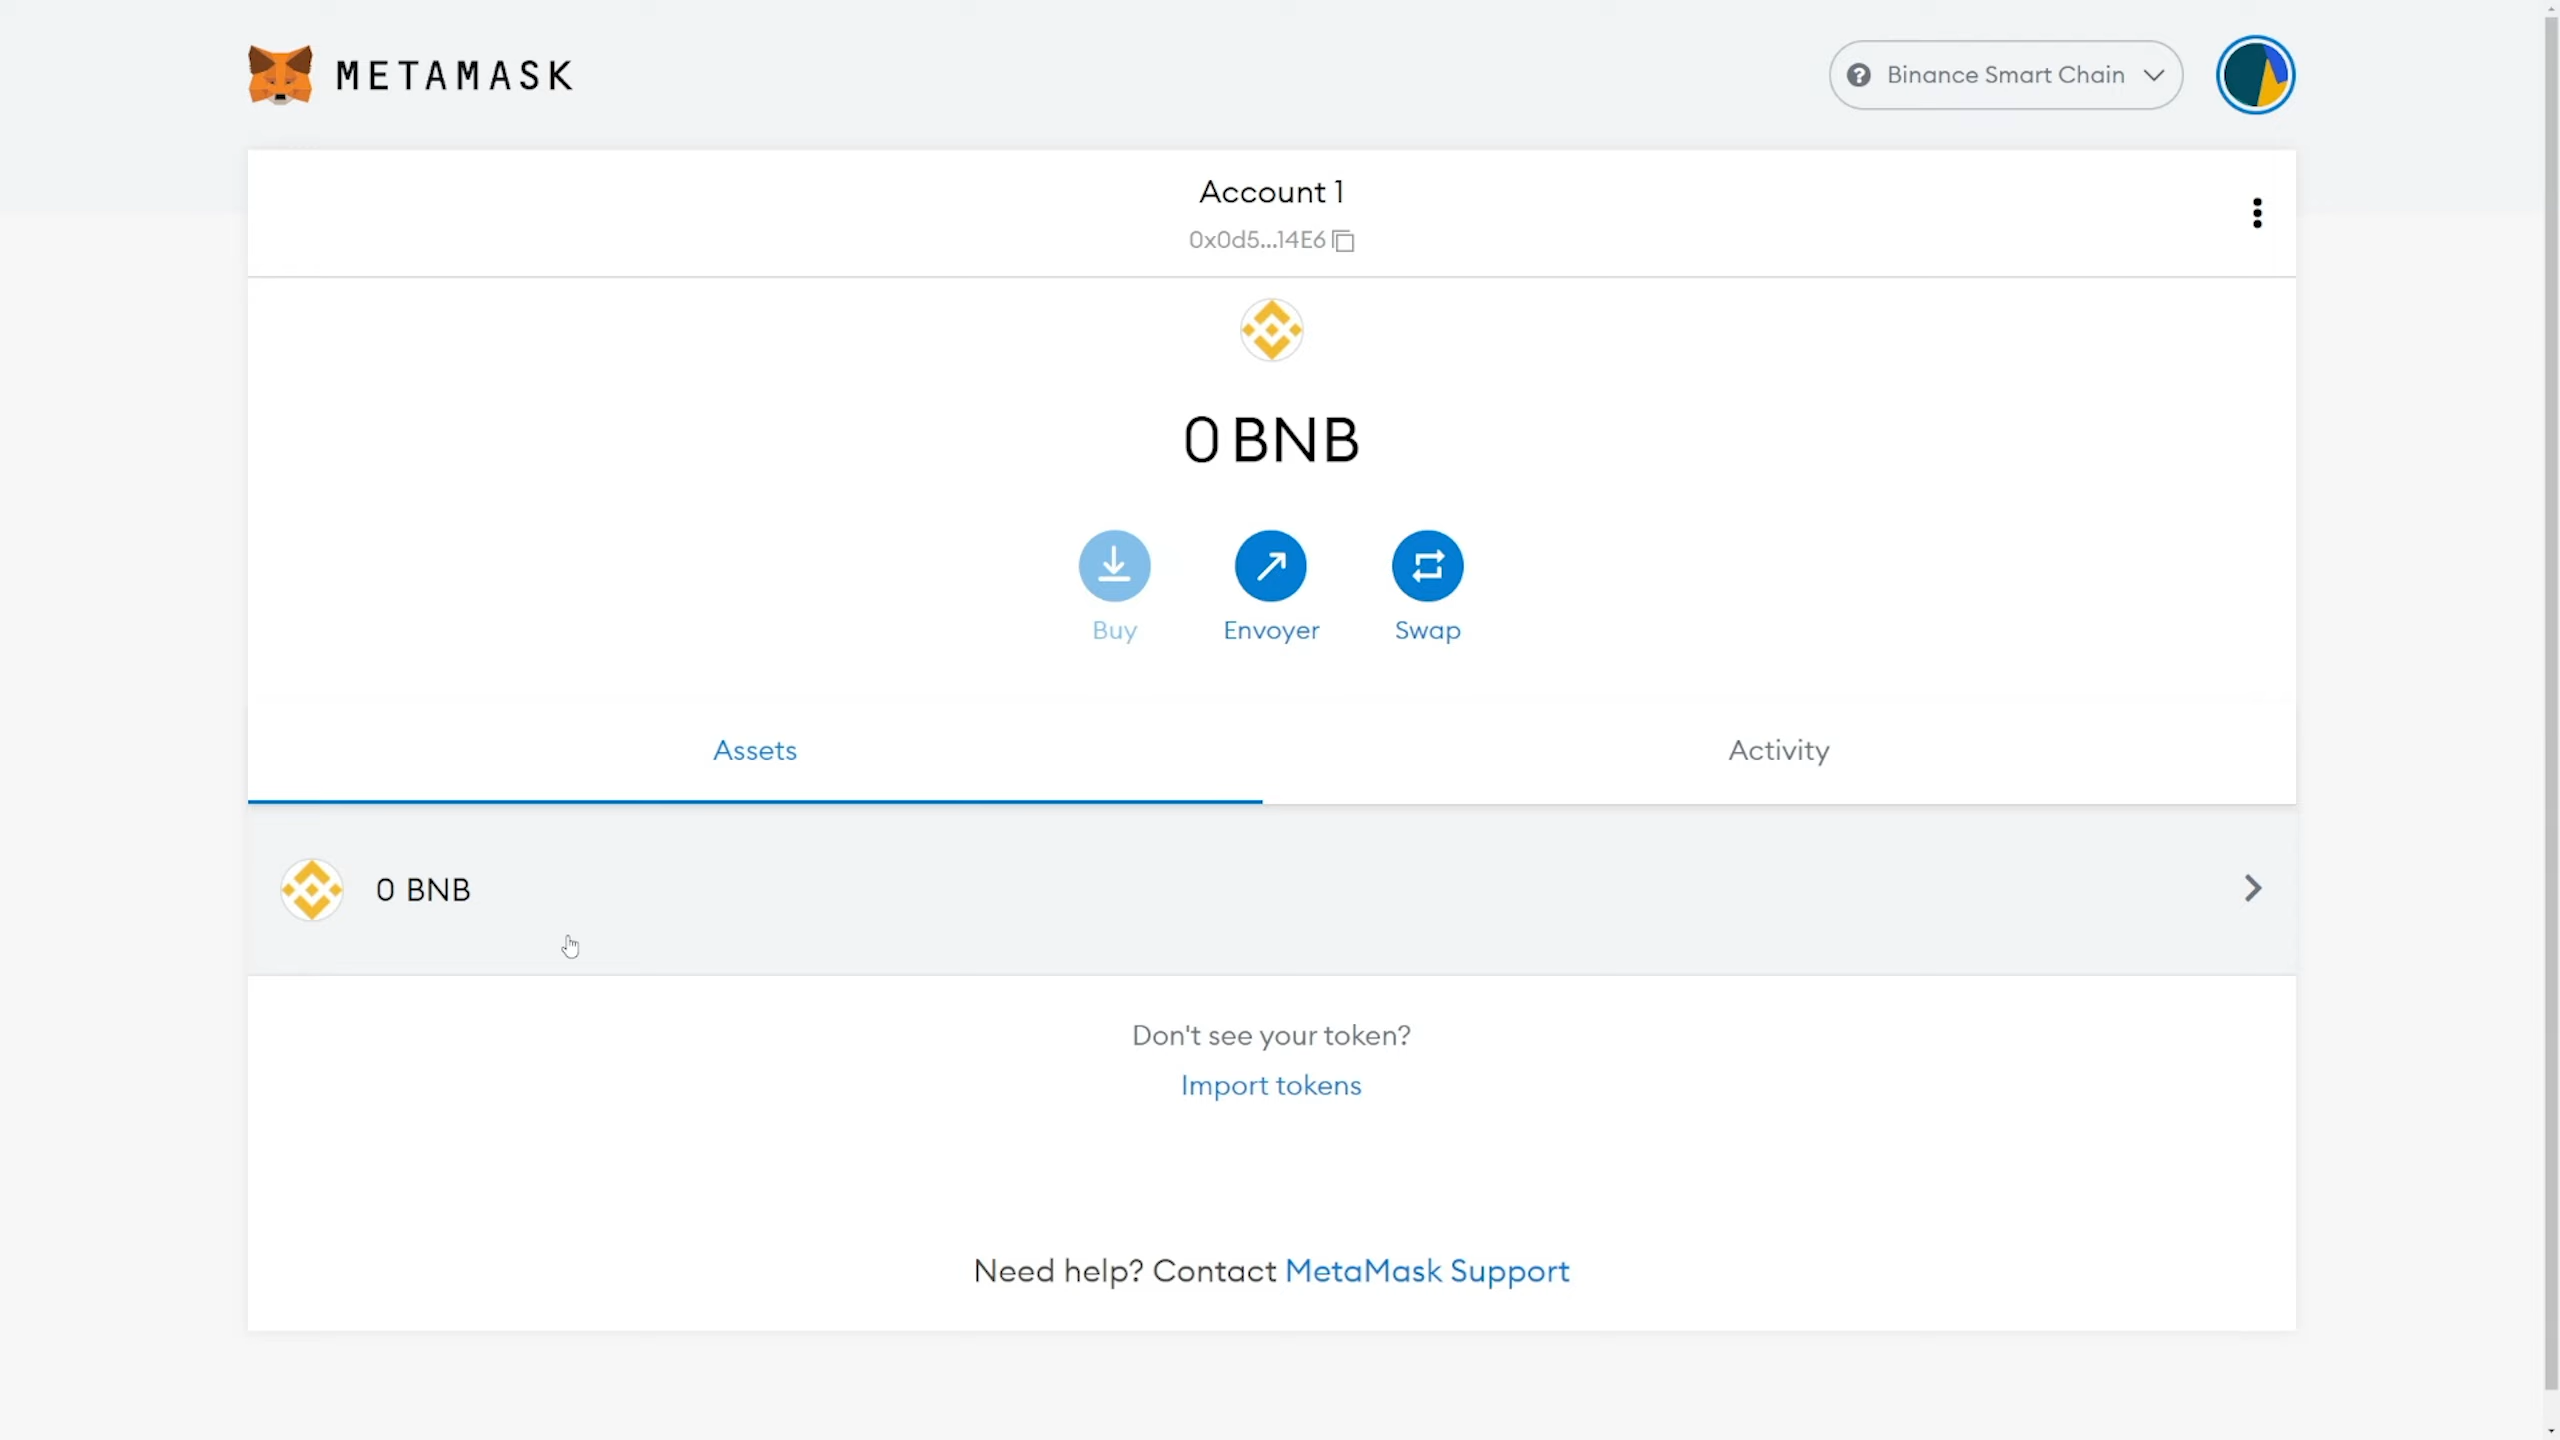 METAMASK
Binance Smart Chain
Account 1
0x0d5...14E6
0 BNB
Buy
Envoyer
Swap
Assets
Activity
0 BNB
Don't see your token?
Import tokens
Need help? Contact MetaMask Support